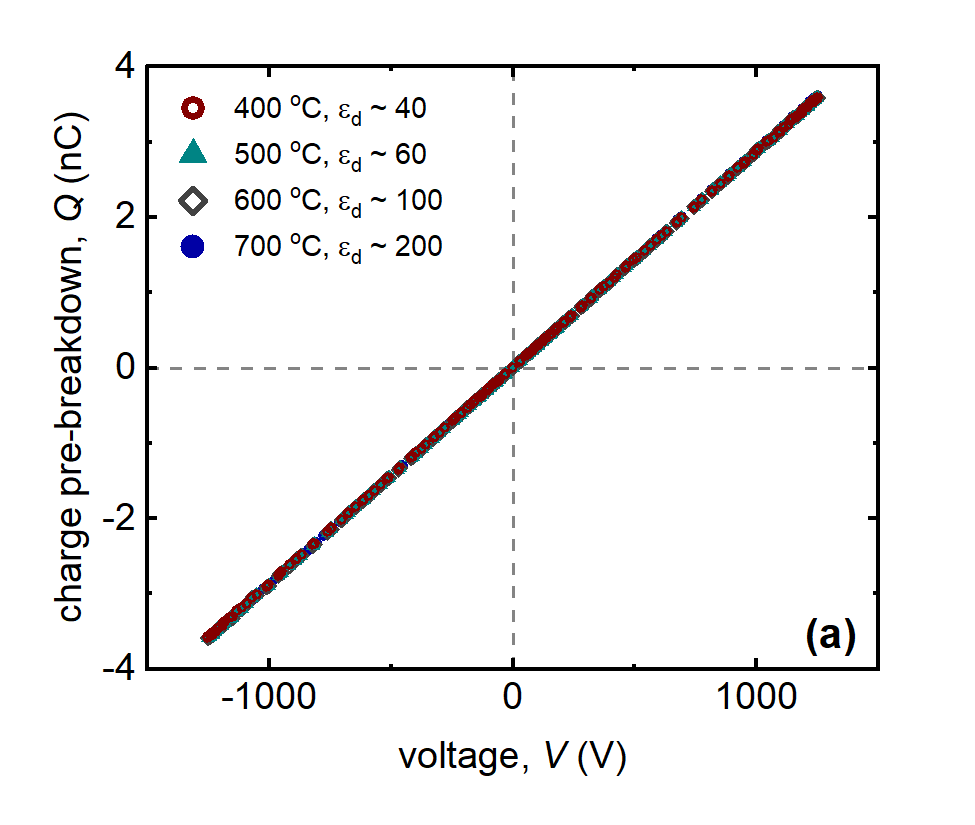 4
400 °C, εd ~ 40
500 °C, εd ~ 60
600 °C, εd ~ 100
700 °C, εd ~ 200
2
0
-2
-4
charge pre-breakdown, Q (nC)
(a)
-1000 0 1000
voltage, V (V)